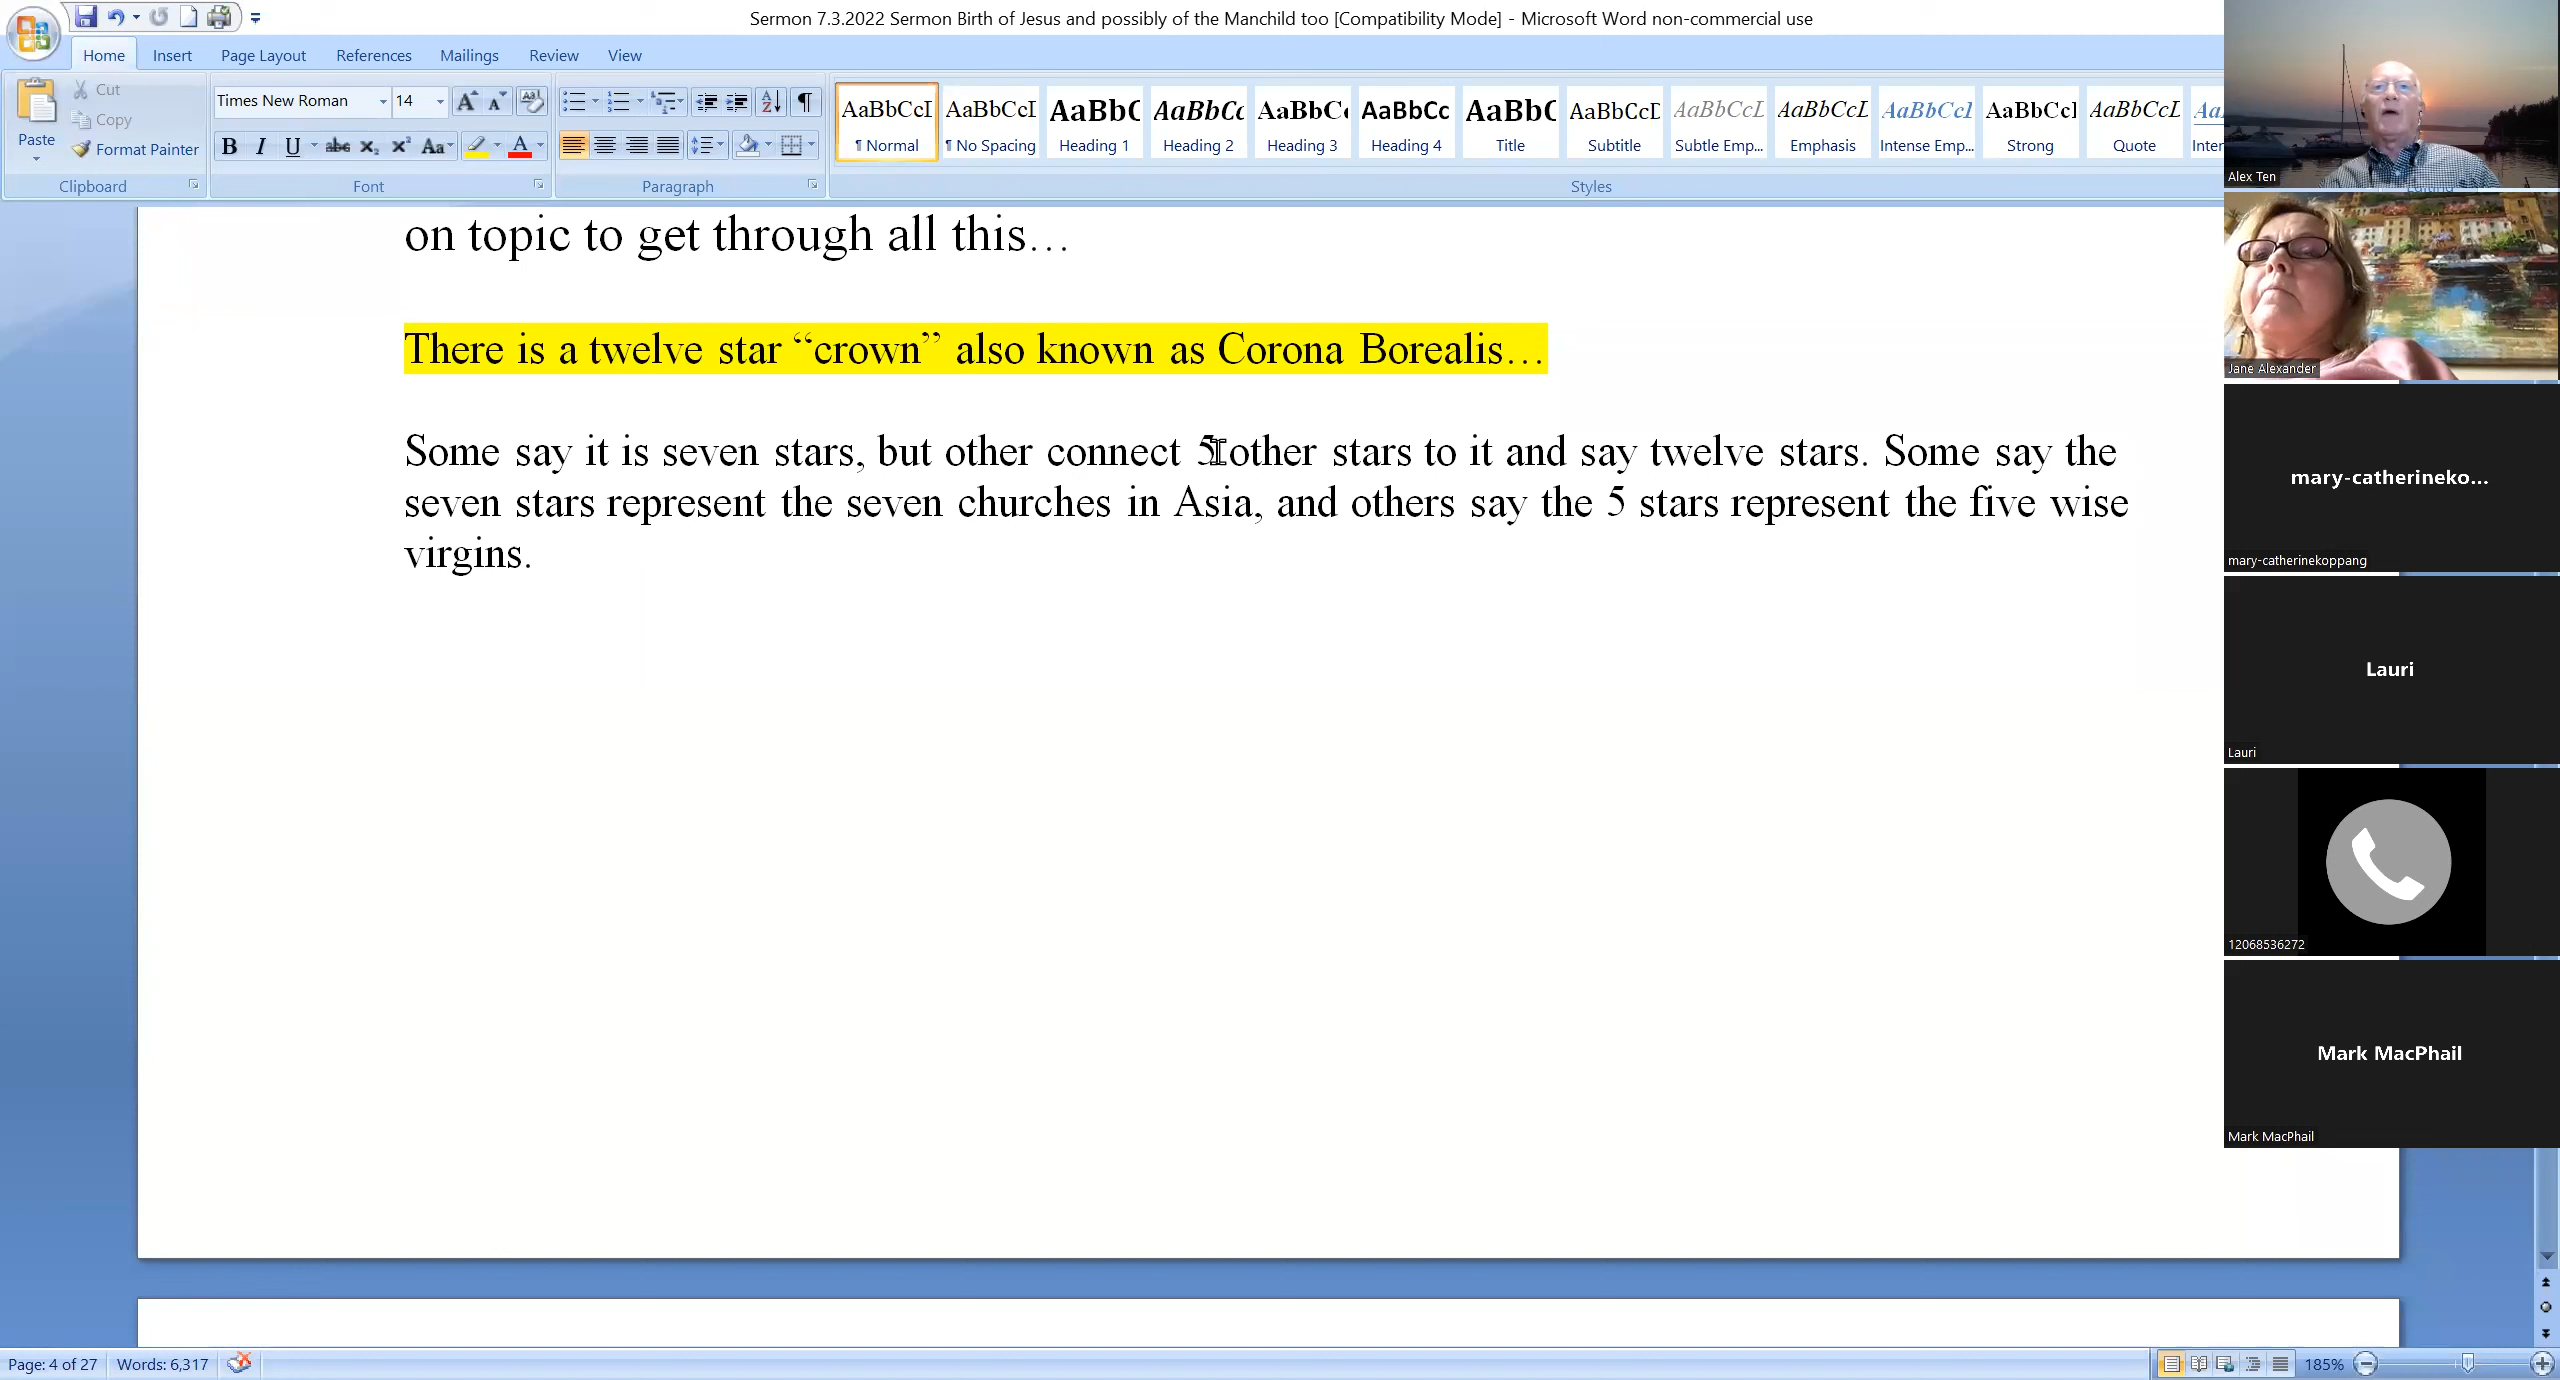 Sermon 7.3.2022 Sermon Birth of Jesus and possibly of the Manchild too [Compatibility Mode] - Microsoft Word non-commercial use
Home Insert Page Layout References Mailings Review View
Paste
Cut
Copy
Format Painter
Clipboard
Times New Roman 14
Font
Paragraph
AaBbCcI AaBbCcI AaBbC AaBbCc AaBbCc AaBbCc AaBbC AaBbCcD AaBbCcL AaBbCcL AaBbCcI AaBbCcI AaBbCcL
¶ Normal ¶ No Spacing Heading 1 Heading 2 Heading 3 Heading 4 Title Subtitle Subtle Emp... Emphasis Intense Emp... Strong Quote
Styles
on topic to get through all this…
There is a twelve star “crown” also known as Corona Borealis…
Some say it is seven stars, but other connect 5 other stars to it and say twelve stars. Some say the
seven stars represent the seven churches in Asia, and others say the 5 stars represent the five wise
virgins.
Alex Ten
Jane Alexander
mary-catherineko...
mary-catherinekoppang
Lauri
Lauri
12068536272
Mark MacPhail
Mark MacPhail
Page: 4 of 27 Words: 6,317 185%